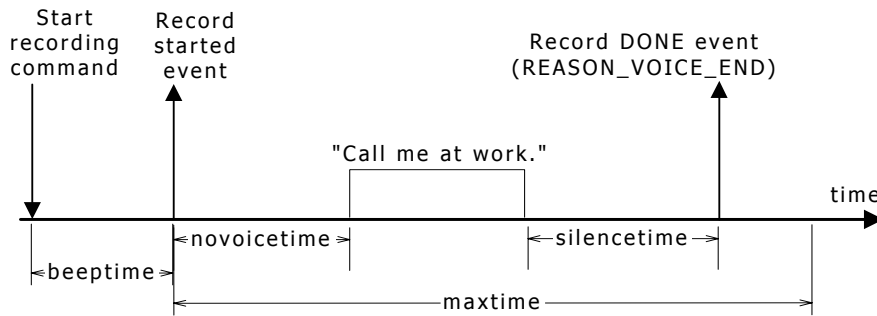 Start
recording
command
Record
started
event
Record DONE event
(REASON_VOICE_END)
"Call me at work."
time
novoicetime
silencetime
beeptime
maxtime